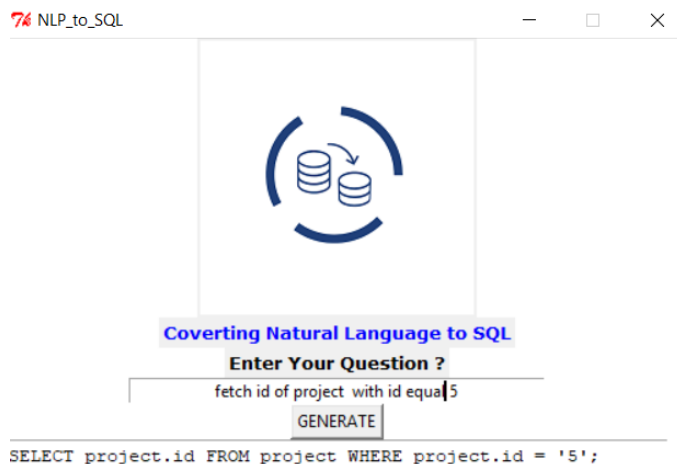 NLP_to_SQL
Coverting Natural Language to SQL
Enter Your Question ?
fetch id of project with id equal 5
GENERATE
SELECT project.id FROM project WHERE project.id = '5';